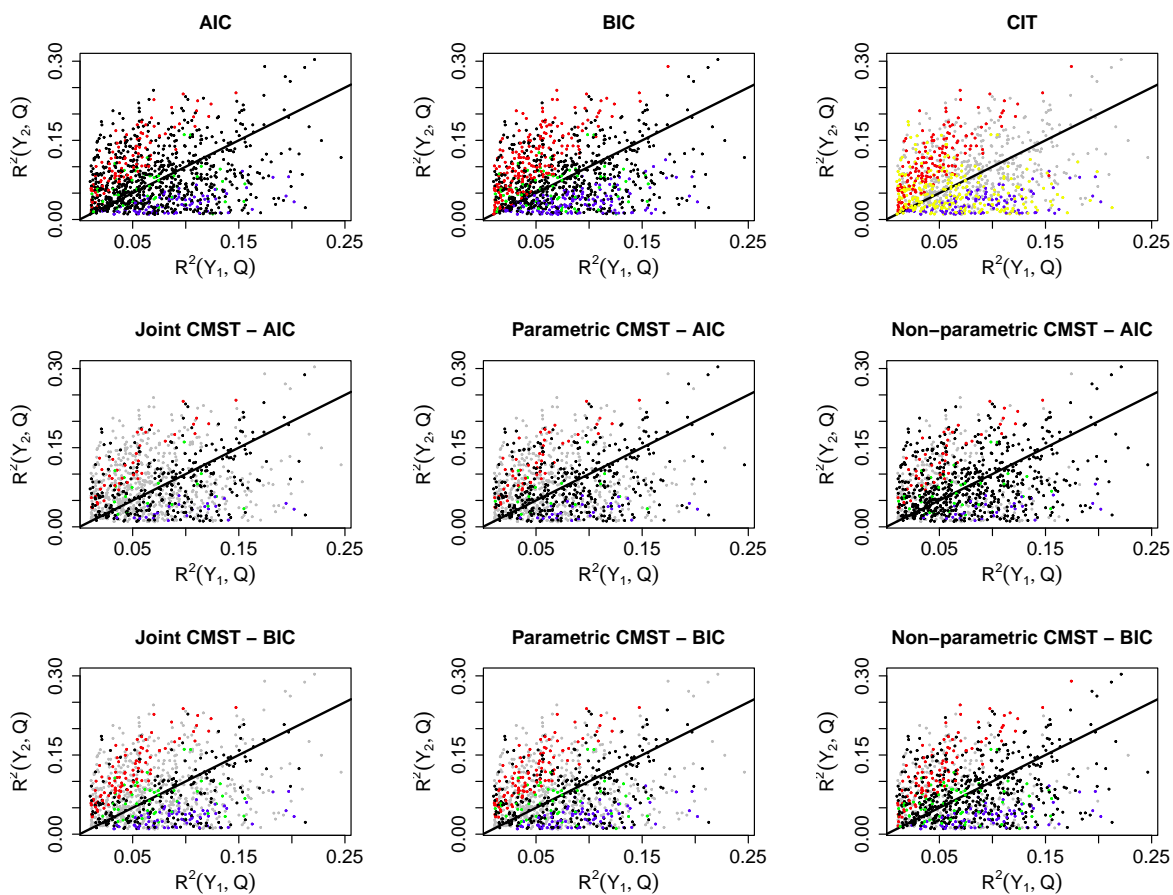 AIC
0.30
0.15
0.00
R²(Y₂, Q)
0.05 0.15 0.25
R²(Y₁, Q)
BIC
0.30
0.15
0.00
R²(Y₂, Q)
0.05 0.15 0.25
R²(Y₁, Q)
CIT
0.30
0.15
0.00
R²(Y₂, Q)
0.05 0.15 0.25
R²(Y₁, Q)
Joint CMST − AIC
0.30
0.15
0.00
R²(Y₂, Q)
0.05 0.15 0.25
R²(Y₁, Q)
Parametric CMST − AIC
0.30
0.15
0.00
R²(Y₂, Q)
0.05 0.15 0.25
R²(Y₁, Q)
Non−parametric CMST − AIC
0.30
0.15
0.00
R²(Y₂, Q)
0.05 0.15 0.25
R²(Y₁, Q)
Joint CMST − BIC
0.30
0.15
0.00
R²(Y₂, Q)
0.05 0.15 0.25
R²(Y₁, Q)
Parametric CMST − BIC
0.30
0.15
0.00
R²(Y₂, Q)
0.05 0.15 0.25
R²(Y₁, Q)
Non−parametric CMST − BIC
0.30
0.15
0.00
R²(Y₂, Q)
0.05 0.15 0.25
R²(Y₁, Q)